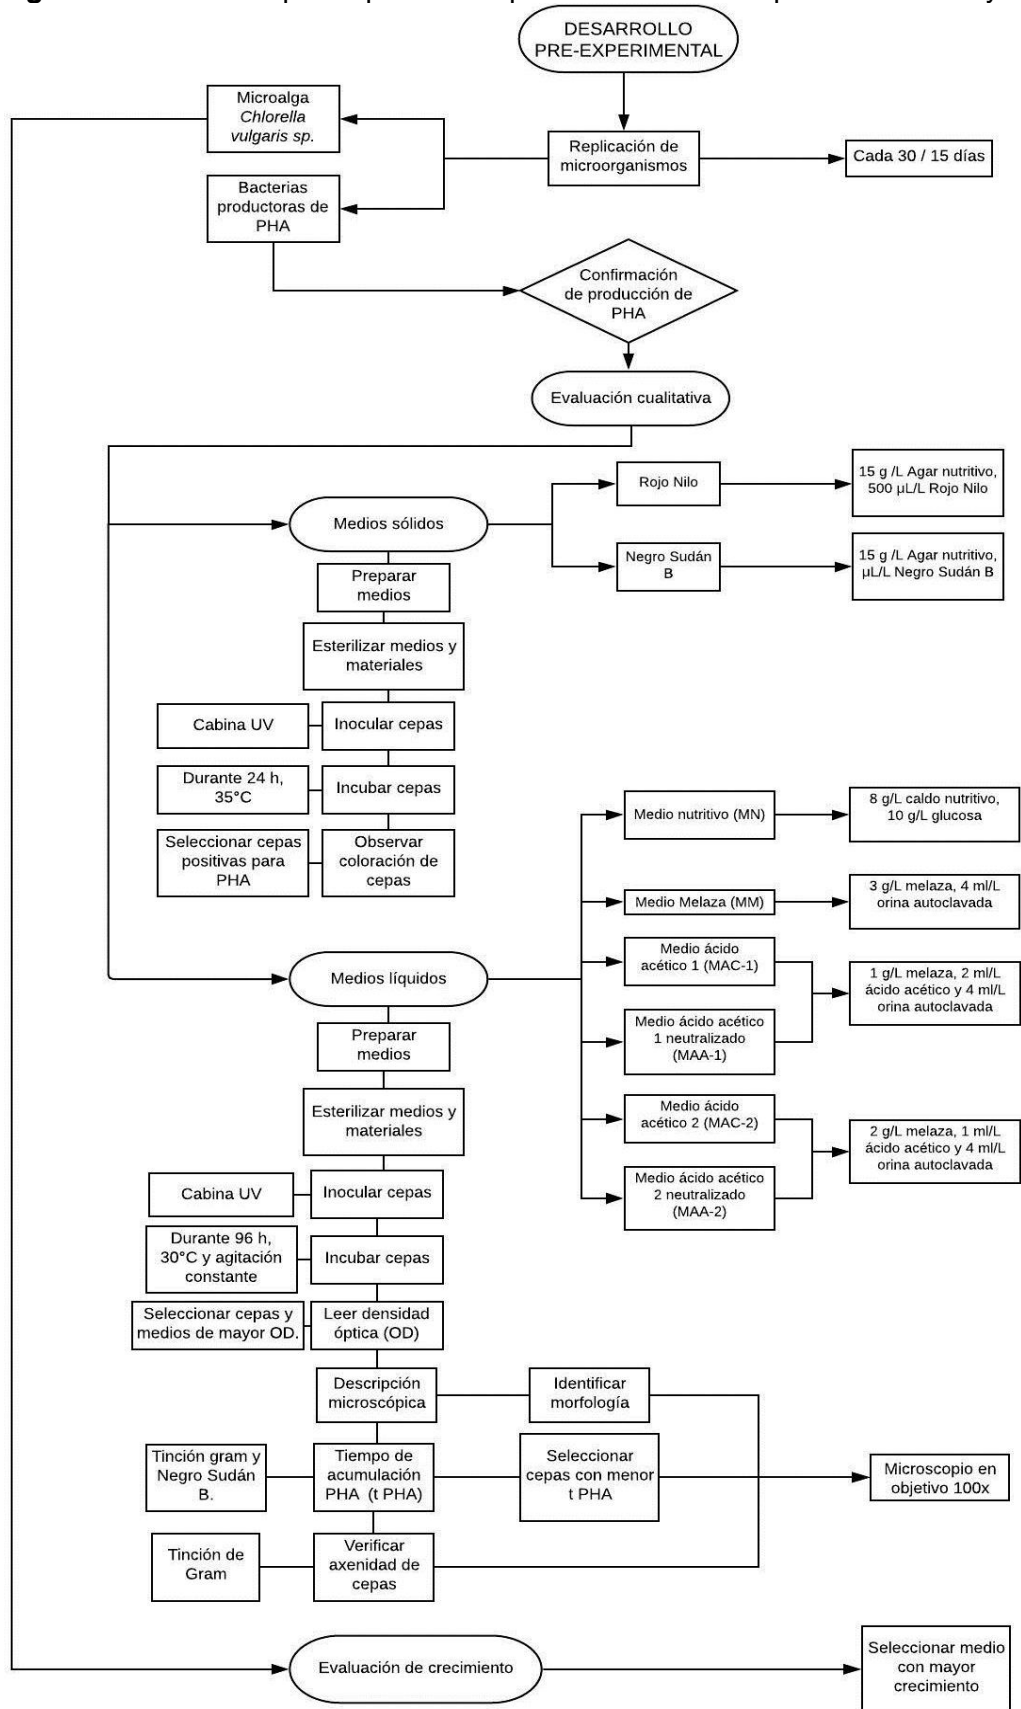 DESARROLLO
PRE-EXPERIMENTAL
Microalga
Chlorella
vulgaris sp.
Replicación de
microorganismos
Cada 30 / 15 días
Bacterias
productoras de
PHA
Confirmación
de producción de
PHA
Evaluación cualitativa
Medios sólidos
Rojo Nilo
15 g /L Agar nutritivo,
500 µL/L Rojo Nilo
Negro Sudán
B
15 g /L Agar nutritivo,
µL/L Negro Sudán B
Preparar
medios
Esterilizar medios y
materiales
Cabina UV
Inocular cepas
Durante 24 h,
35°C
Incubar cepas
Seleccionar cepas
positivas para
PHA
Observar
coloración de
cepas
Medio nutritivo (MN)
8 g/L caldo nutritivo,
10 g/L glucosa
Medio Melaza (MM)
3 g/L melaza, 4 ml/L
orina autoclavada
Medios líquidos
Medio ácido
acético 1 (MAC-1)
1 g/L melaza, 2 ml/L
ácido acético y 4 ml/L
orina autoclavada
Medio ácido acético
1 neutralizado
(MAA-1)
Medio ácido
acético 2 (MAC-2)
2 g/L melaza, 1 ml/L
ácido acético y 4 ml/L
orina autoclavada
Medio ácido acético
2 neutralizado
(MAA-2)
Preparar
medios
Esterilizar medios y
materiales
Cabina UV
Inocular cepas
Durante 96 h,
30°C y agitación
constante
Incubar cepas
Seleccionar cepas y
medios de mayor OD.
Leer densidad
óptica (OD)
Descripción
microscópica
Identificar
morfología
Tinción gram y
Negro Sudán
B.
Tiempo de
acumulación
PHA (t PHA)
Seleccionar
cepas con menor
t PHA
Microscopio en
objetivo 100x
Tinción de
Gram
Verificar
axenidad de
cepas
Evaluación de crecimiento
Seleccionar medio
con mayor
crecimiento